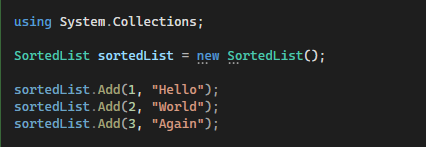 using System.Collections;
SortedList sortedList = new SortedList();
sortedList.Add(1, "Hello");
sortedList.Add(2, "World");
sortedList.Add(3, "Again");